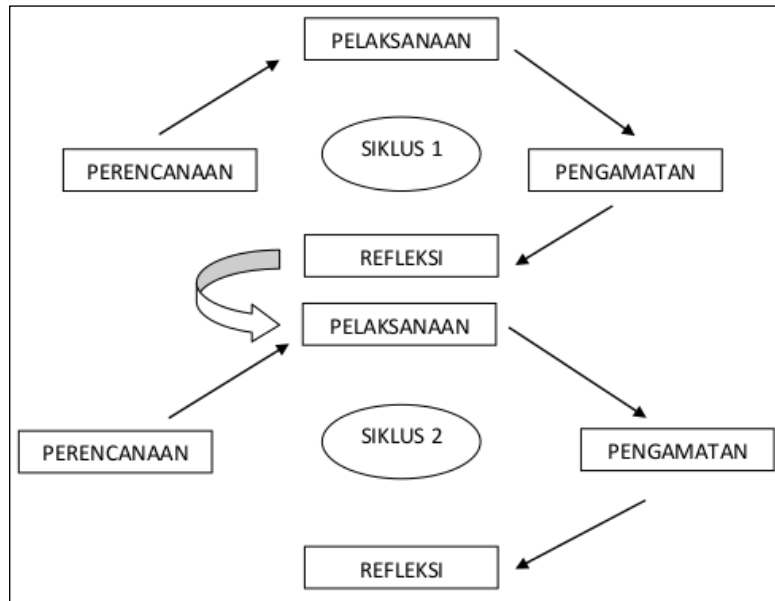 PELAKSANAAN
SIKLUS 1
PERENCANAAN
PENGAMATAN
REFLEKSI
PELAKSANAAN
SIKLUS 2
PERENCANAAN
PENGAMATAN
REFLEKSI